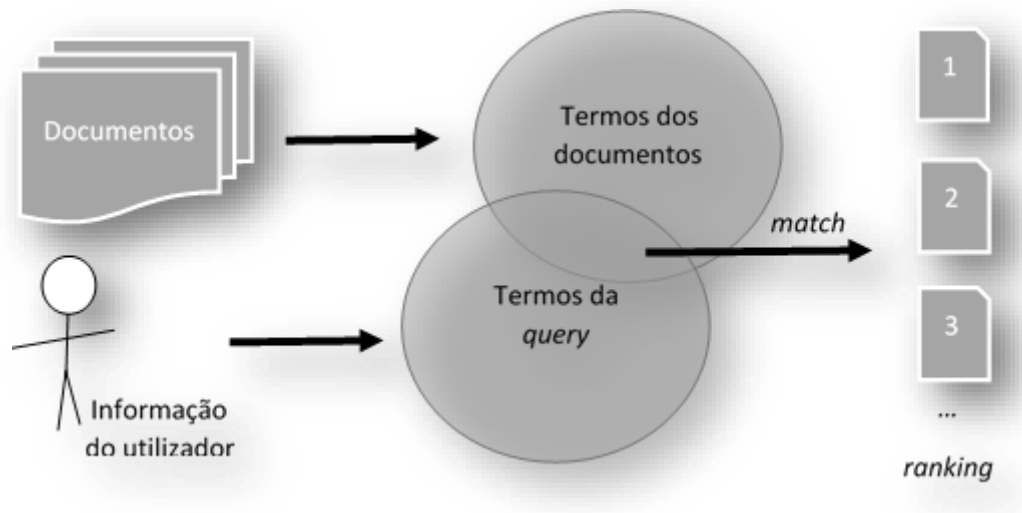 Documentos
Termos dos
documentos
match
Termos da
query
Informação
do utilizador
1
2
3
...
ranking